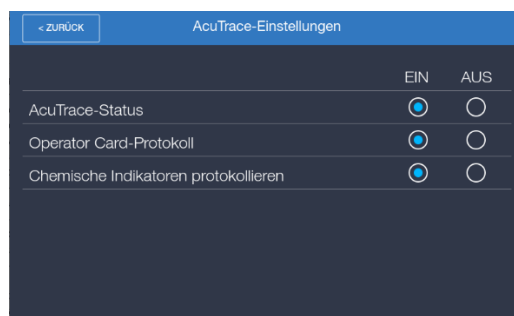 < ZURÜCK AcuTrace-Einstellungen
EIN AUS
AcuTrace-Status
Operator Card-Protokoll
Chemische Indikatoren protokollieren